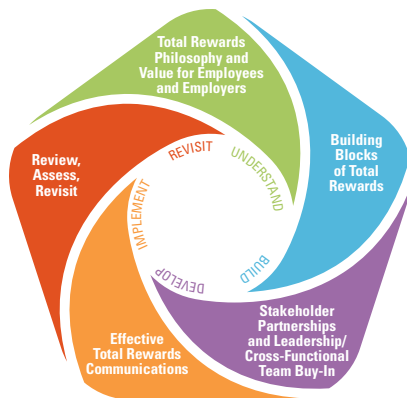 Total Rewards
Philosophy and
Value for Employees
and Employers
Building
Blocks
of Total
Rewards
Stakeholder
Partnerships
and Leadership/
Cross-Functional
Team Buy-In
Effective
Total Rewards
Communications
Review,
Assess,
Revisit
UNDERSTAND
BUILD
DEVELOP
IMPLEMENT
REVISIT